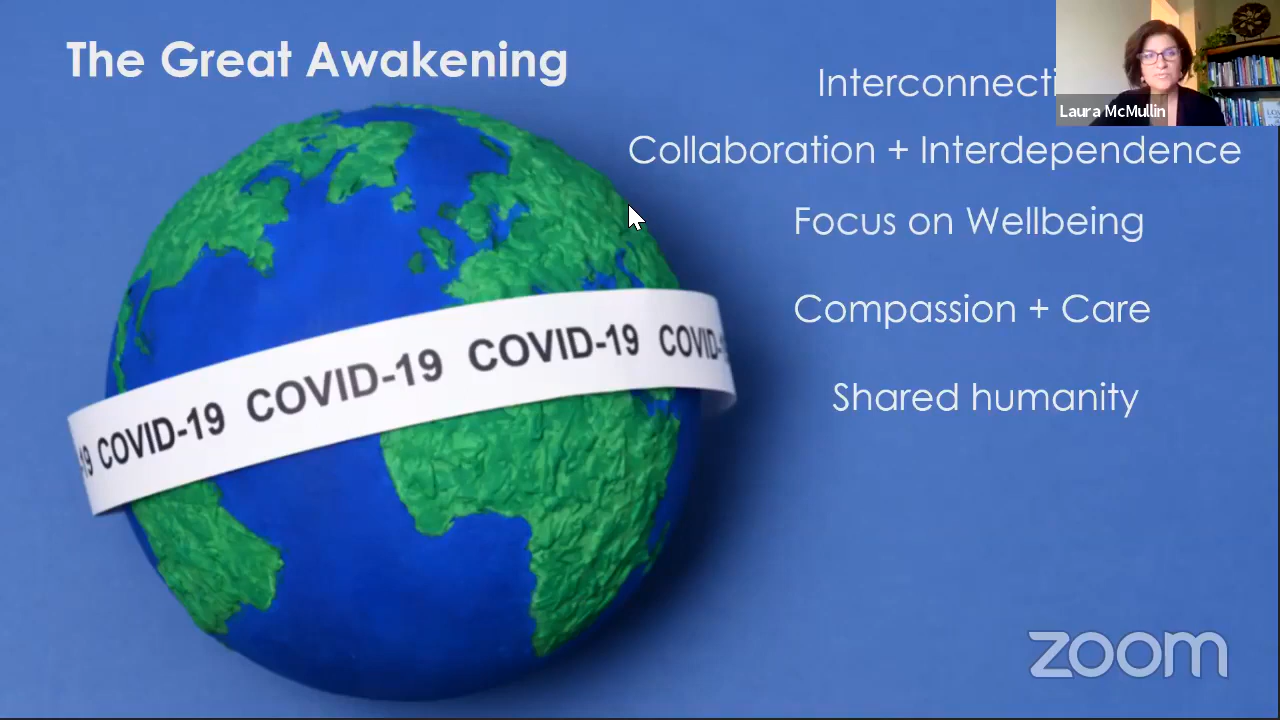 The Great Awakening
Laura McMullin
Collaboration + Interdependence
Focus on Wellbeing
Compassion + Care
Shared humanity
19 COVID-19 COVID-19 COVID-19 COVID-
zoom